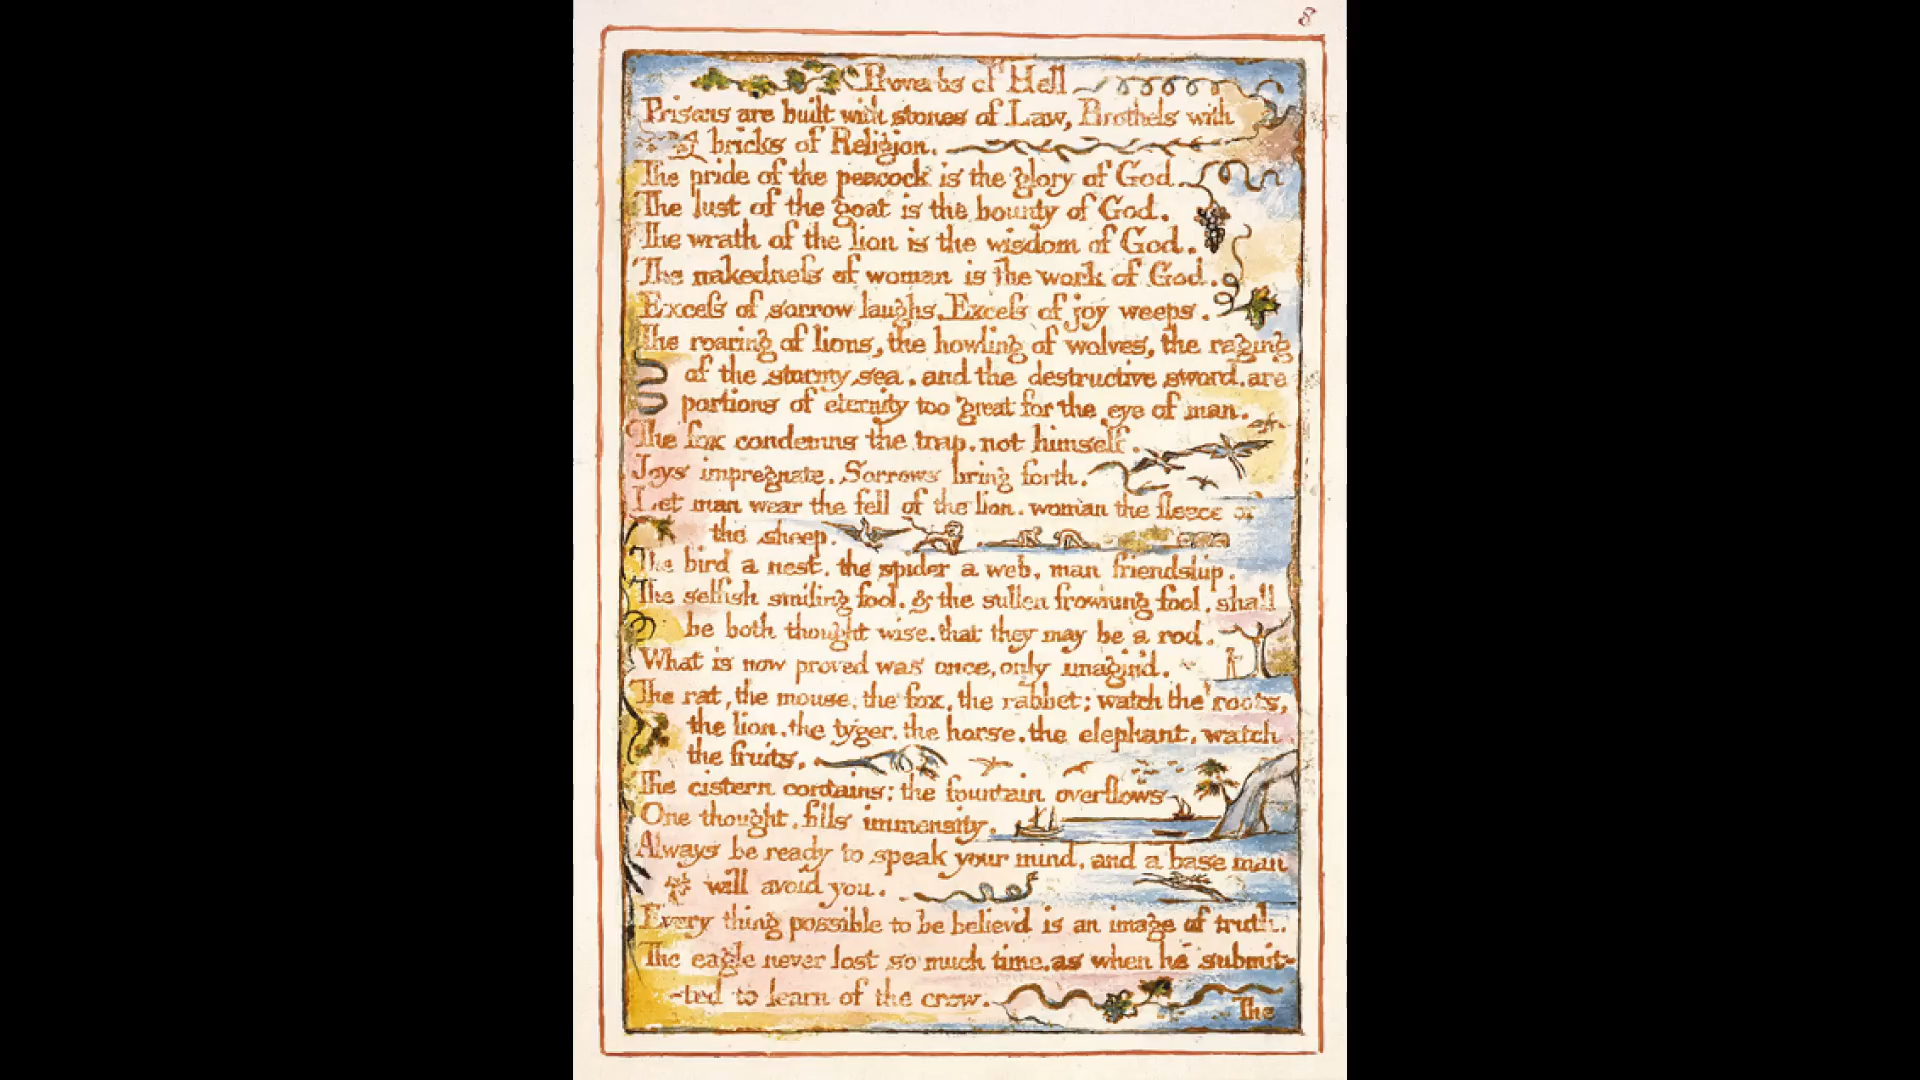 8
Proverbs of Hell
Prisons are built with stones of Law, Brothels with
bricks of Religion.
The pride of the peacock is the glory of God.
The lust of the goat is the bounty of God.
The wrath of the lion is the wisdom of God.
The nakedneſs of woman is the work of God.
Exceſs of sorrow laughs. Exceſs of joy weeps.
The roaring of lions, the howling of wolves, the raging
of the stormy sea. and the destructive sword. are
portions of eternity too great for the eye of man.
The fox condemns the trap. not himself.
Joys impregnate. Sorrows bring forth.
Let man wear the fell of the lion. woman the fleece of
the sheep.
The bird a nest. the spider a web. man friendship.
The selfish smiling fool. & the sullen frowning fool. shall
be both thought wise. that they may be a rod.
What is now proved was once, only imagin'd.
The rat, the mouse, the fox, the rabbet; watch the roots,
the lion. the tyger. the horse. the elephant, watch
the fruits.
The cistern contains; the fountain overflows
One thought. fills immensity.
Always be ready to speak your mind, and a base man
will avoid you.
Every thing possible to be believ'd is an image of truth.
The eagle never lost so much time. as when he submit-
-ted to learn of the crow.
The